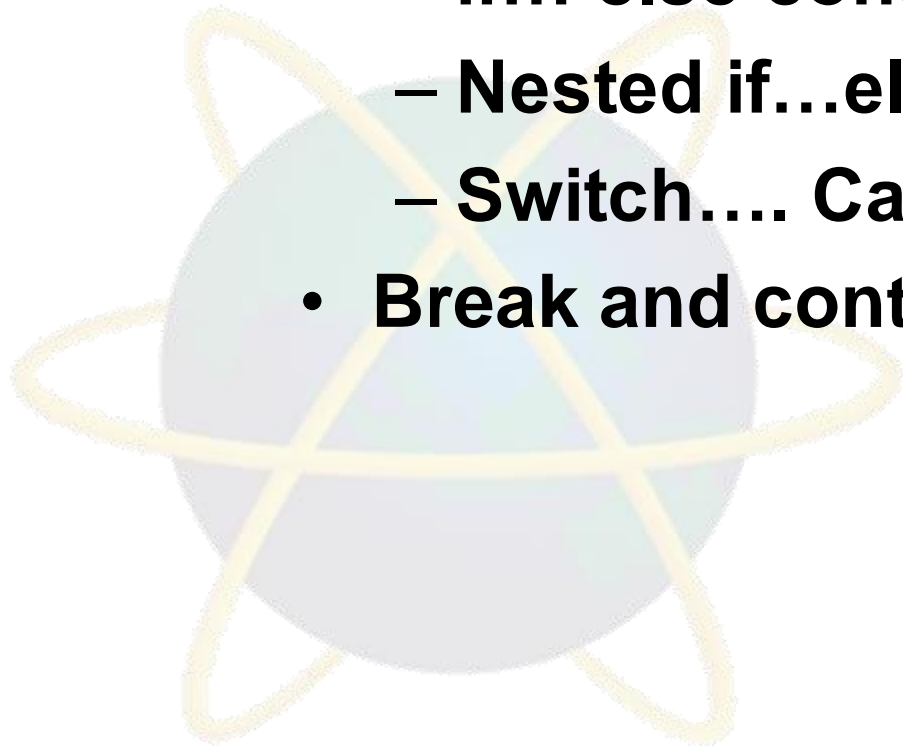 – Nested if…el
– Switch…. Ca
• Break and cont